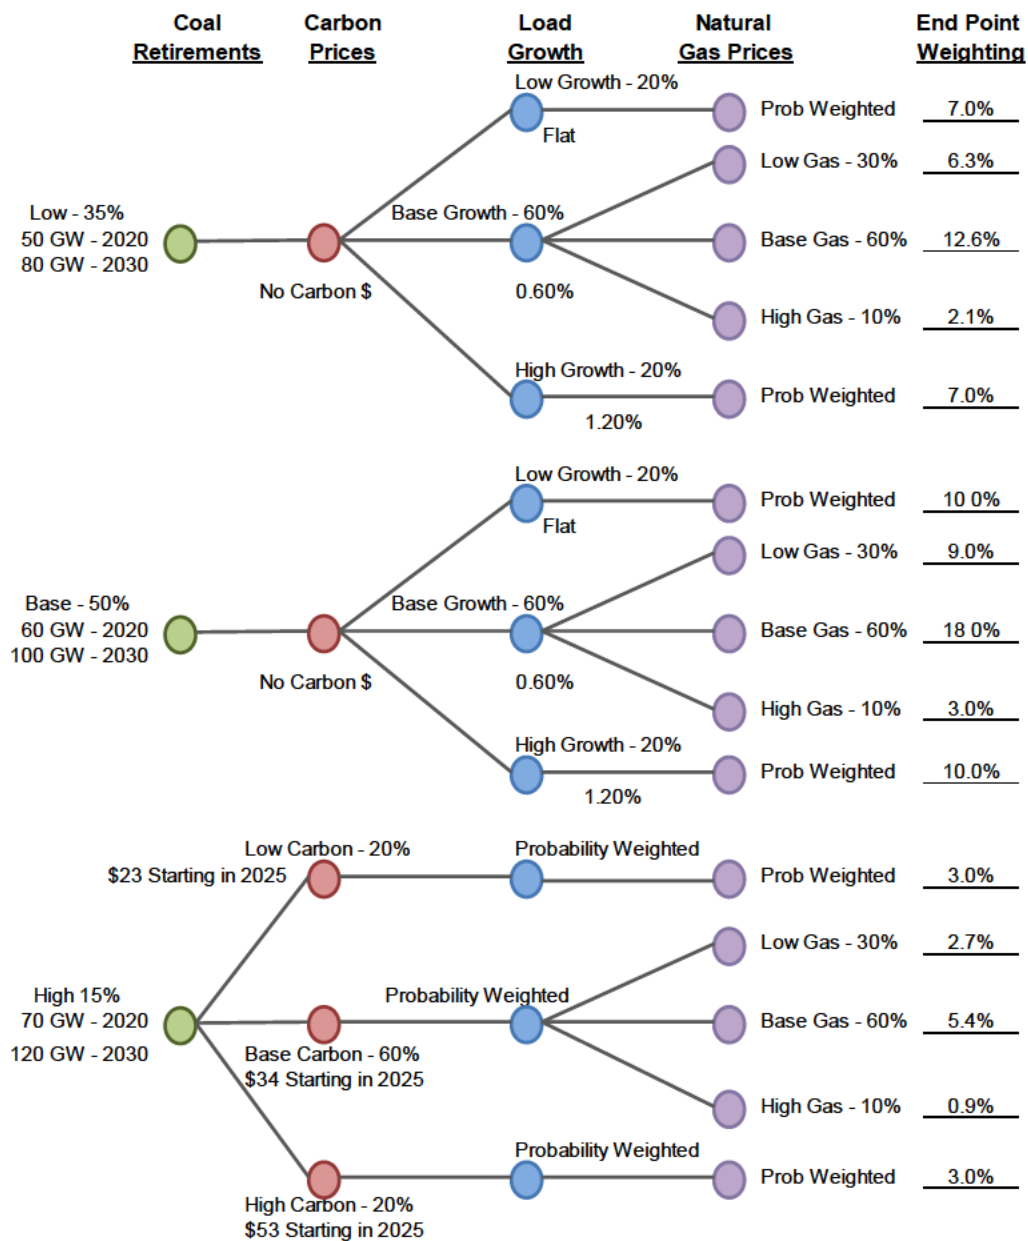 Coal Carbon Load Natural End Point
Retirements Prices Growth Gas Prices Weighting
Low Growth - 20%
Prob Weighted 7.0%
Flat
Low Gas - 30% 6.3%
Low - 35%
Base Growth - 60%
50 GW - 2020
Base Gas - 60% 12.6%
80 GW - 2030
No Carbon $ 0.60%
High Gas - 10% 2.1%
High Growth - 20%
Prob Weighted 7.0%
1.20%
Low Growth - 20%
Prob Weighted 10 0%
Flat
Low Gas - 30% 9.0%
Base - 50%
Base Growth - 60%
60 GW - 2020
Base Gas - 60% 18 0%
100 GW - 2030
No Carbon $ 0.60%
High Gas - 10% 3.0%
High Growth - 20%
Prob Weighted 10.0%
1.20%
Low Carbon - 20% Probability Weighted
$23 Starting in 2025
Prob Weighted 3.0%
Low Gas - 30% 2.7%
High 15%
Probability Weighted
70 GW - 2020
Base Gas - 60% 5.4%
120 GW - 2030
Base Carbon - 60%
$34 Starting in 2025
High Gas - 10% 0.9%
Probability Weighted
Prob Weighted 3.0%
High Carbon - 20%
$53 Starting in 2025